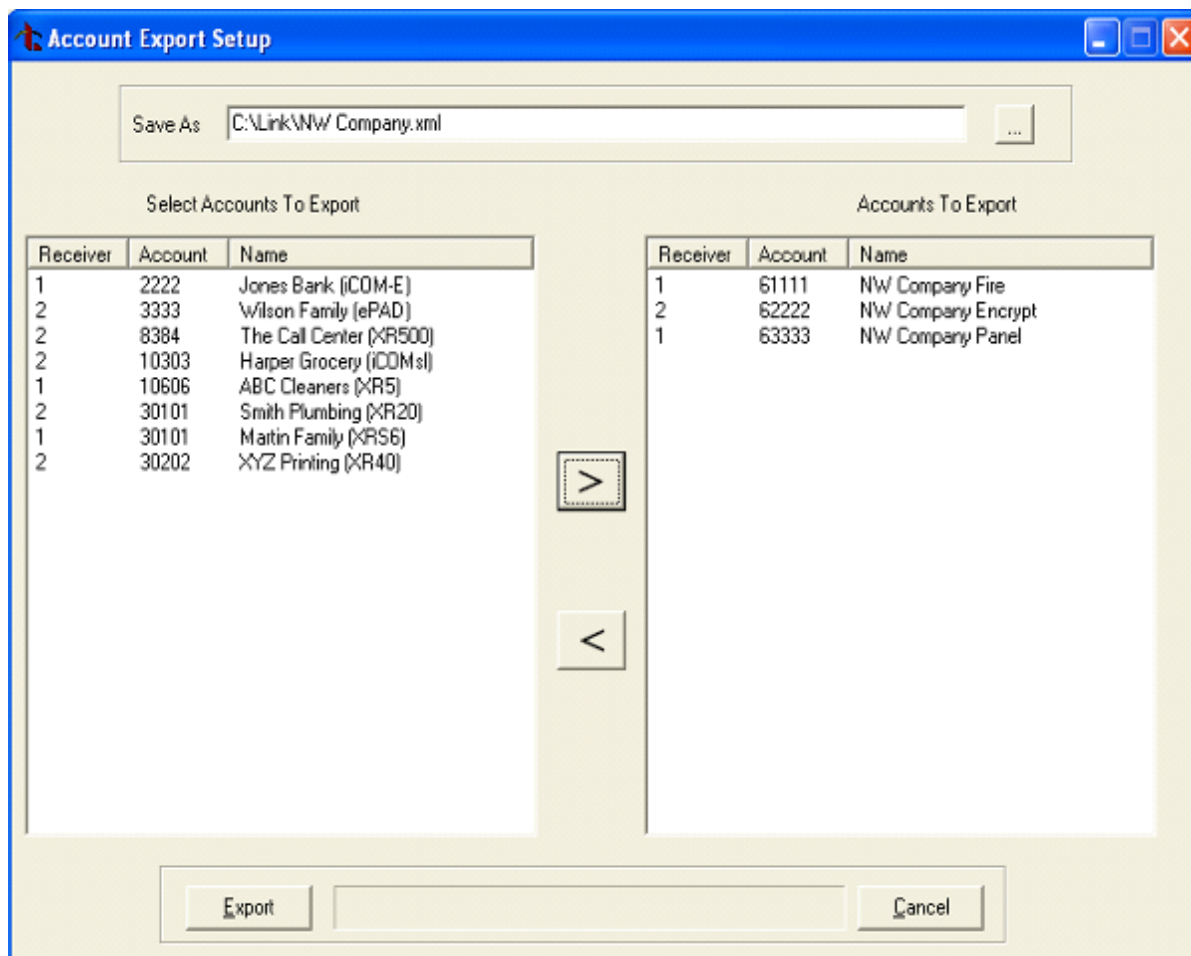 Account Export Setup
Save As C:\Link\NW Company.xml ...
Select Accounts To Export
Receiver Account Name
1 2222 Jones Bank (iCOM-E)
2 3333 Wilson Family (ePAD)
2 8384 The Call Center (XR500)
2 10303 Harper Grocery (iCOMsl)
1 10606 ABC Cleaners (XR5)
2 30101 Smith Plumbing (XR20)
1 30101 Martin Family (XRS6)
2 30202 XYZ Printing (XR40)
>
<
Accounts To Export
Receiver Account Name
1 61111 NW Company Fire
2 62222 NW Company Encrypt
1 63333 NW Company Panel
Export Cancel